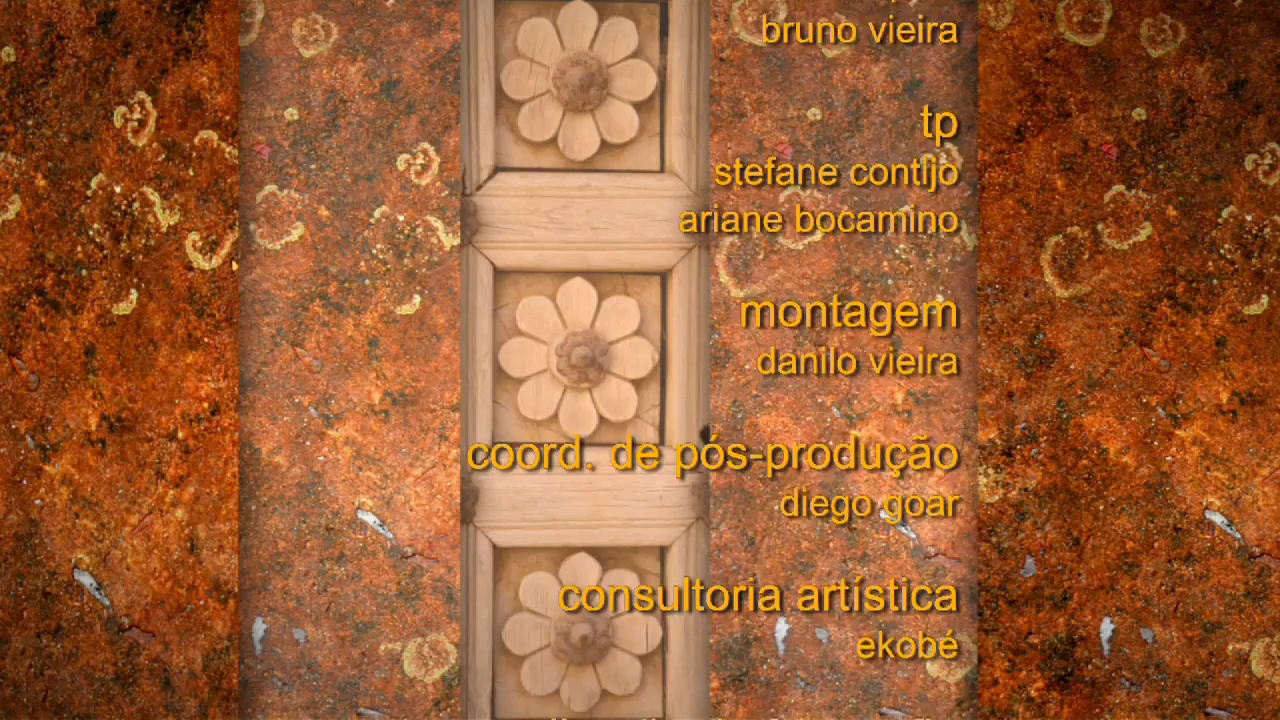 bruno vieira
tp
stefane contijo
ariane bocamino
montagem
danilo vieira
coord. de pós-produção
diego goar
consultoria artística
ekobé